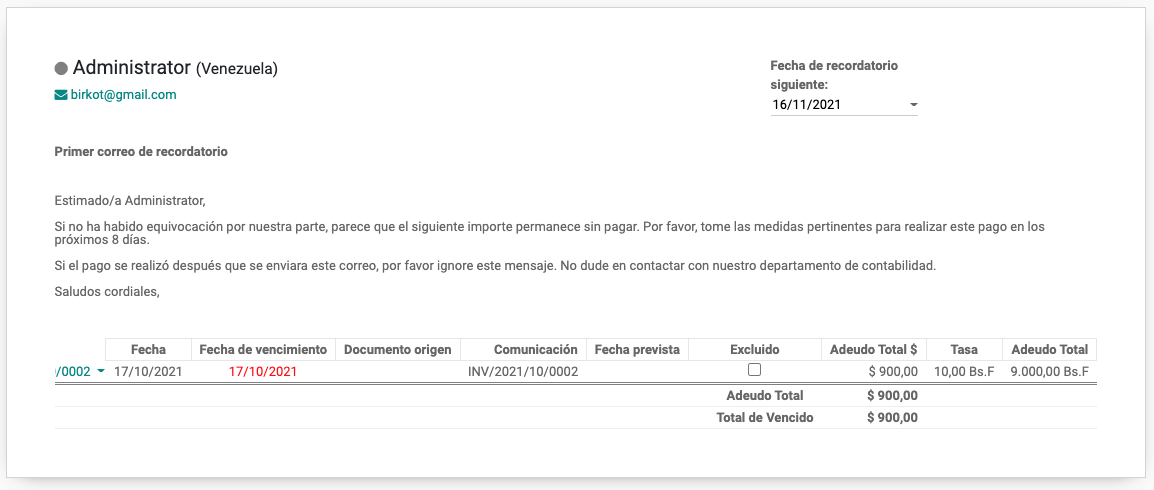 Administrator (Venezuela)
birkot@gmail.com
Fecha de recordatorio
siguiente:
16/11/2021
Primer correo de recordatorio
Estimado/a Administrator,
Si no ha habido equivocación por nuestra parte, parece que el siguiente importe permanece sin pagar. Por favor, tome las medidas pertinentes para realizar este pago en los
próximos 8 días.
Si el pago se realizó después que se enviara este correo, por favor ignore este mensaje. No dude en contactar con nuestro departamento de contabilidad.
Saludos cordiales,
Fecha Fecha de vencimiento Documento origen Comunicación Fecha prevista Excluido Adeudo Total $ Tasa Adeudo Total
/0002 17/10/2021 17/10/2021 INV/2021/10/0002 $ 900,00 10,00 Bs.F 9.000,00 Bs.F
Adeudo Total $ 900,00
Total de Vencido $ 900,00